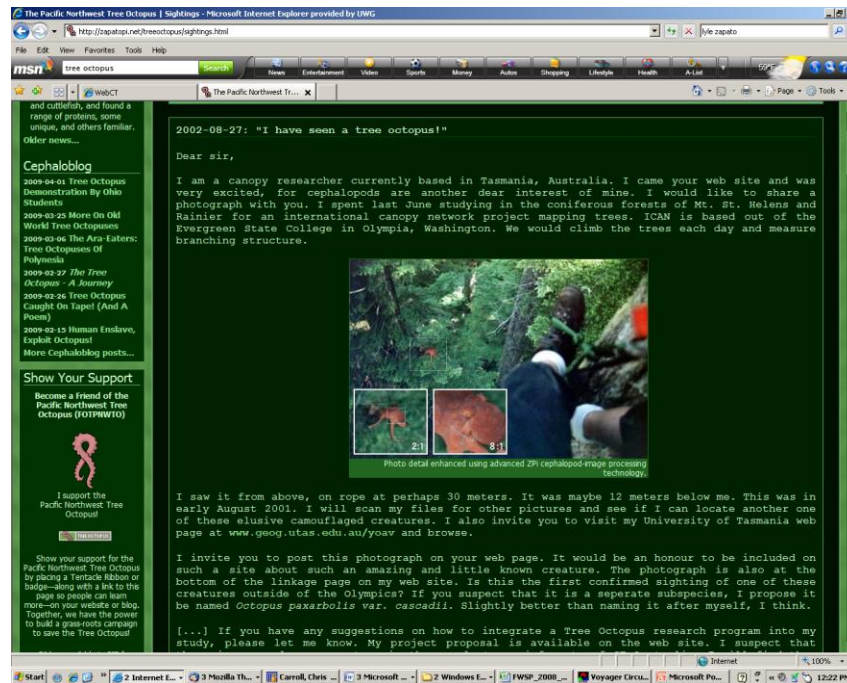 The Pacific Northwest Tree Octopus | Sightings - Microsoft Internet Explorer provided by UWG
http://zapatopi.net/treeoctopus/sightings.html
lyle zapato
File Edit View Favorites Tools Help
msn
tree octopus
Search
News Entertainment Video Sports Money Autos Shopping Lifestyle Health A-List
WebCT
The Pacific Northwest Tr...
Page
Tools
and cuttlefish, and found a
range of proteins, some
unique, and others familiar.
Older news...
Cephaloblog
2009-04-01 Tree Octopus
Demonstration By Ohio
Students
2009-03-25 More On Old
World Tree Octopuses
2009-03-06 The Ara-Eaters:
Tree Octopuses Of
Polynesia
2009-02-27 The Tree
Octopus - A Journey
2009-02-26 Tree Octopus
Caught On Tape! (And A
Poem)
2009-02-15 Human Enslave,
Exploit Octopus!
More Cephaloblog posts...
Show Your Support
Become a Friend of the
Pacific Northwest Tree
Octopus (FOTPNWTO)
I support the
Pacific Northwest Tree
Octopus!
TREE OCTOPUS
Show your support for the
Pacific Northwest Tree Octopus
by placing a Tentacle Ribbon or
badge—along with a link to this
page so people can learn
more—on your website or blog.
Together, we have the power
to build a grass-roots campaign
to save the Tree Octopus!
2002-08-27: "I have seen a tree octopus!"
Dear sir,
I am a canopy researcher currently based in Tasmania, Australia. I came your web site and was
very excited, for cephalopods are another dear interest of mine. I would like to share a
photograph with you. I spent last June studying in the coniferous forests of Mt. St. Helens and
Rainier for an international canopy network project mapping trees. ICAN is based out of the
Evergreen State College in Olympia, Washington. We would climb the trees each day and measure
branching structure.
2:1
8:1
Photo detail enhanced using advanced ZPi cephalopod-image processing
technology.
I saw it from above, on rope at perhaps 30 meters. It was maybe 12 meters below me. This was in
early August 2001. I will scan my files for other pictures and see if I can locate another one
of these elusive camouflaged creatures. I also invite you to visit my University of Tasmania web
page at www.geog.utas.edu.au/yoav and browse.
I invite you to post this photograph on your web page. It would be an honour to be included on
such a site about such an amazing and little known creature. The photograph is also at the
bottom of the linkage page on my web site. Is this the first confirmed sighting of one of these
creatures outside of the Olympics? If you suspect that it is a seperate subspecies, I propose it
be named Octopus paxarbolis var. cascadii. Slightly better than naming it after myself, I think.
[...] If you have any suggestions on how to integrate a Tree Octopus research program into my
study, please let me know. My project proposal is available on the web site. I suspect that
Internet
100%
Start
2 Internet E...
3 Mozilla Th...
Carroll, Chris ...
3 Microsoft ...
2 Windows E...
FWSP_2008_...
Voyager Circu...
Microsoft Po...
12:22 PM